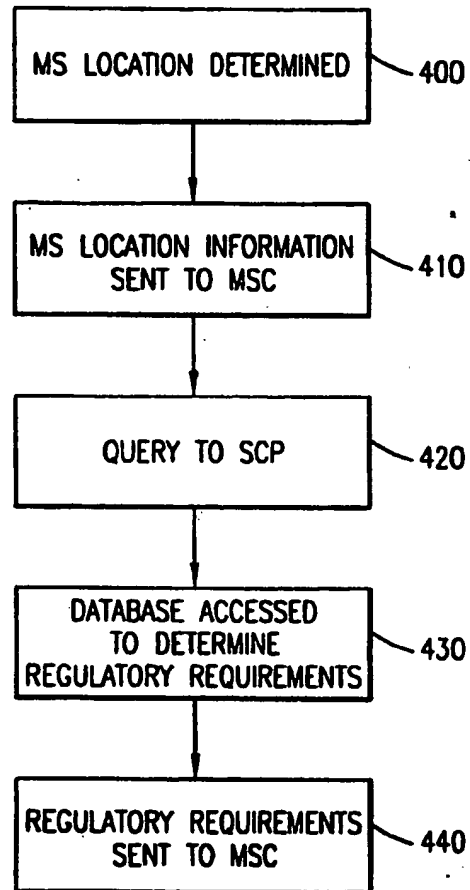 MS LOCATION DETERMINED
400
MS LOCATION INFORMATION
SENT TO MSC
410
QUERY TO SCP
420
DATABASE ACCESSED
TO DETERMINE
REGULATORY REQUIREMENTS
430
REGULATORY REQUIREMENTS
SENT TO MSC
440